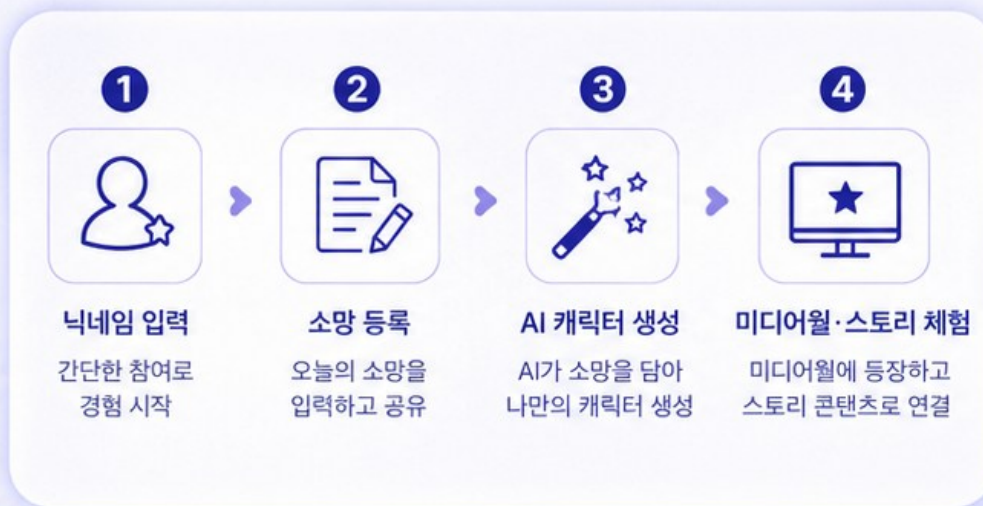 1
2
3
4
닉네임 입력
소망 등록
AI 캐릭터 생성
미디어월·스토리 체험
간단한 참여로
경험 시작
오늘의 소망을
입력하고 공유
AI가 소망을 담아
나만의 캐릭터 생성
미디어월에 등장하고
스토리 콘텐츠로 연결